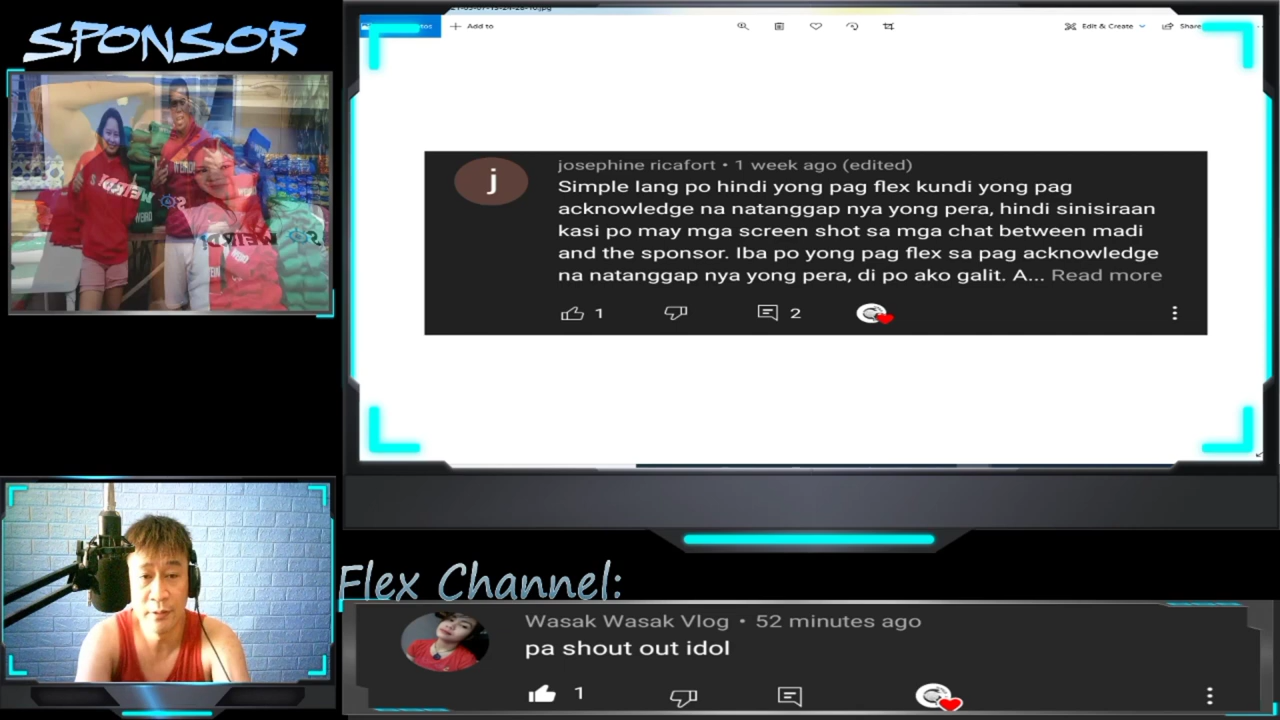 SPONSOR
Add to
Edit & Create
Share
j
josephine ricafort • 1 week ago (edited)
Simple lang po hindi yong pag flex kundi yong pag
acknowledge na natanggap nya yong pera, hindi sinisiraan
kasi po may mga screen shot sa mga chat between madi
and the sponsor. Iba po yong pag flex sa pag acknowledge
na natanggap nya yong pera, di po ako galit. A... Read more
1
2
WEIRD!
Flex Channel:
Wasak Wasak Vlog • 52 minutes ago
pa shout out idol
1